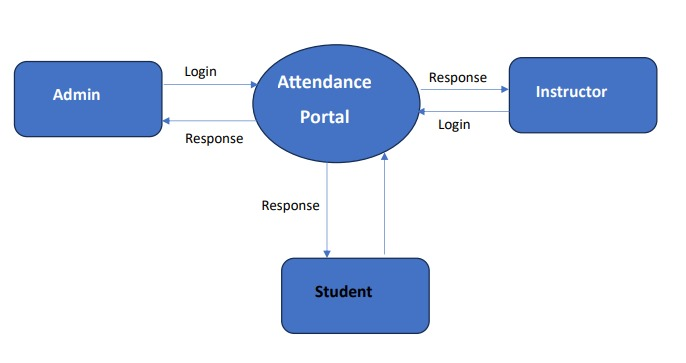 Login
Attendance
Response
Admin
Instructor
Portal
Login
Response
Response
Student